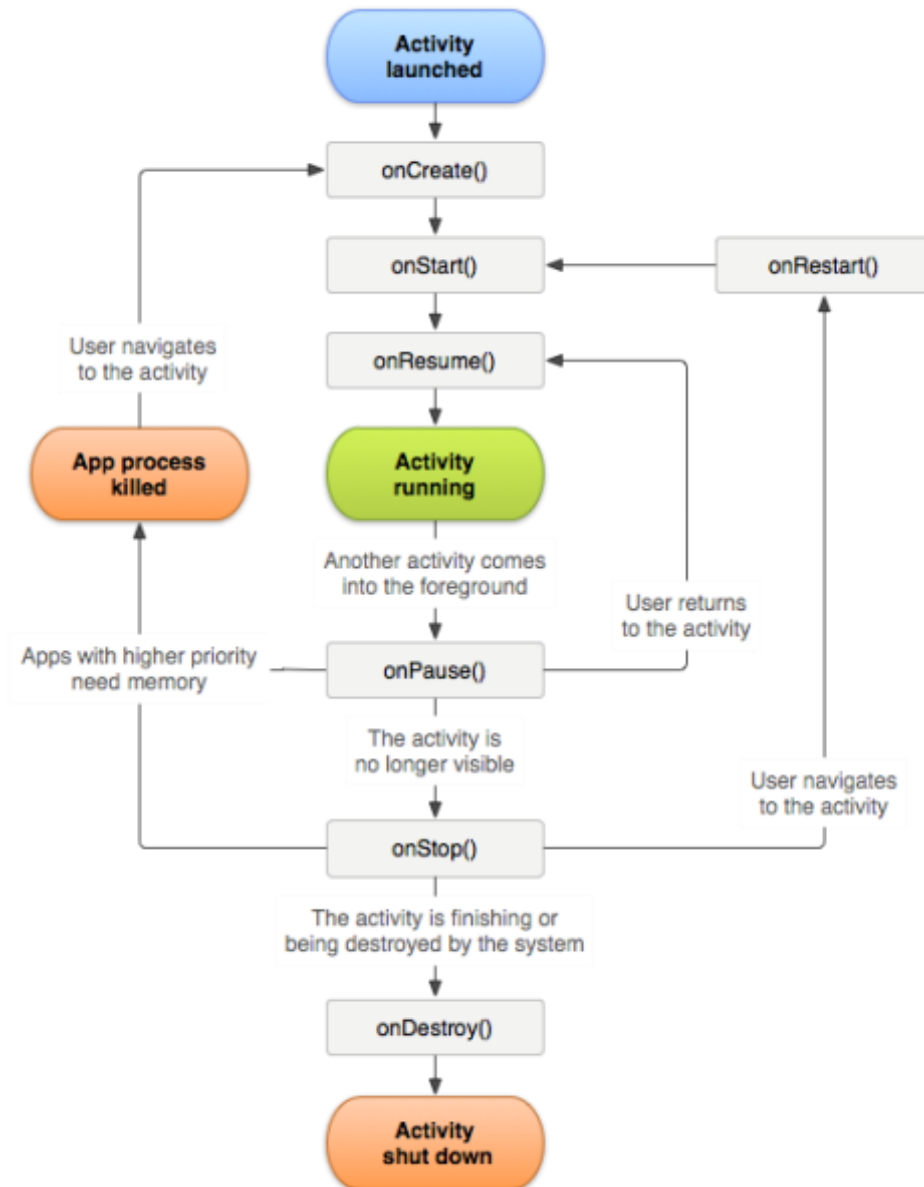 Activity
launched
onCreate()
onStart()
onRestart()
User navigates
to the activity
onResume()
App process
killed
Activity
running
Another activity comes
into the foreground
User returns
to the activity
Apps with higher priority
need memory
onPause()
The activity is
no longer visible
User navigates
to the activity
onStop()
The activity is finishing or
being destroyed by the system
onDestroy()
Activity
shut down